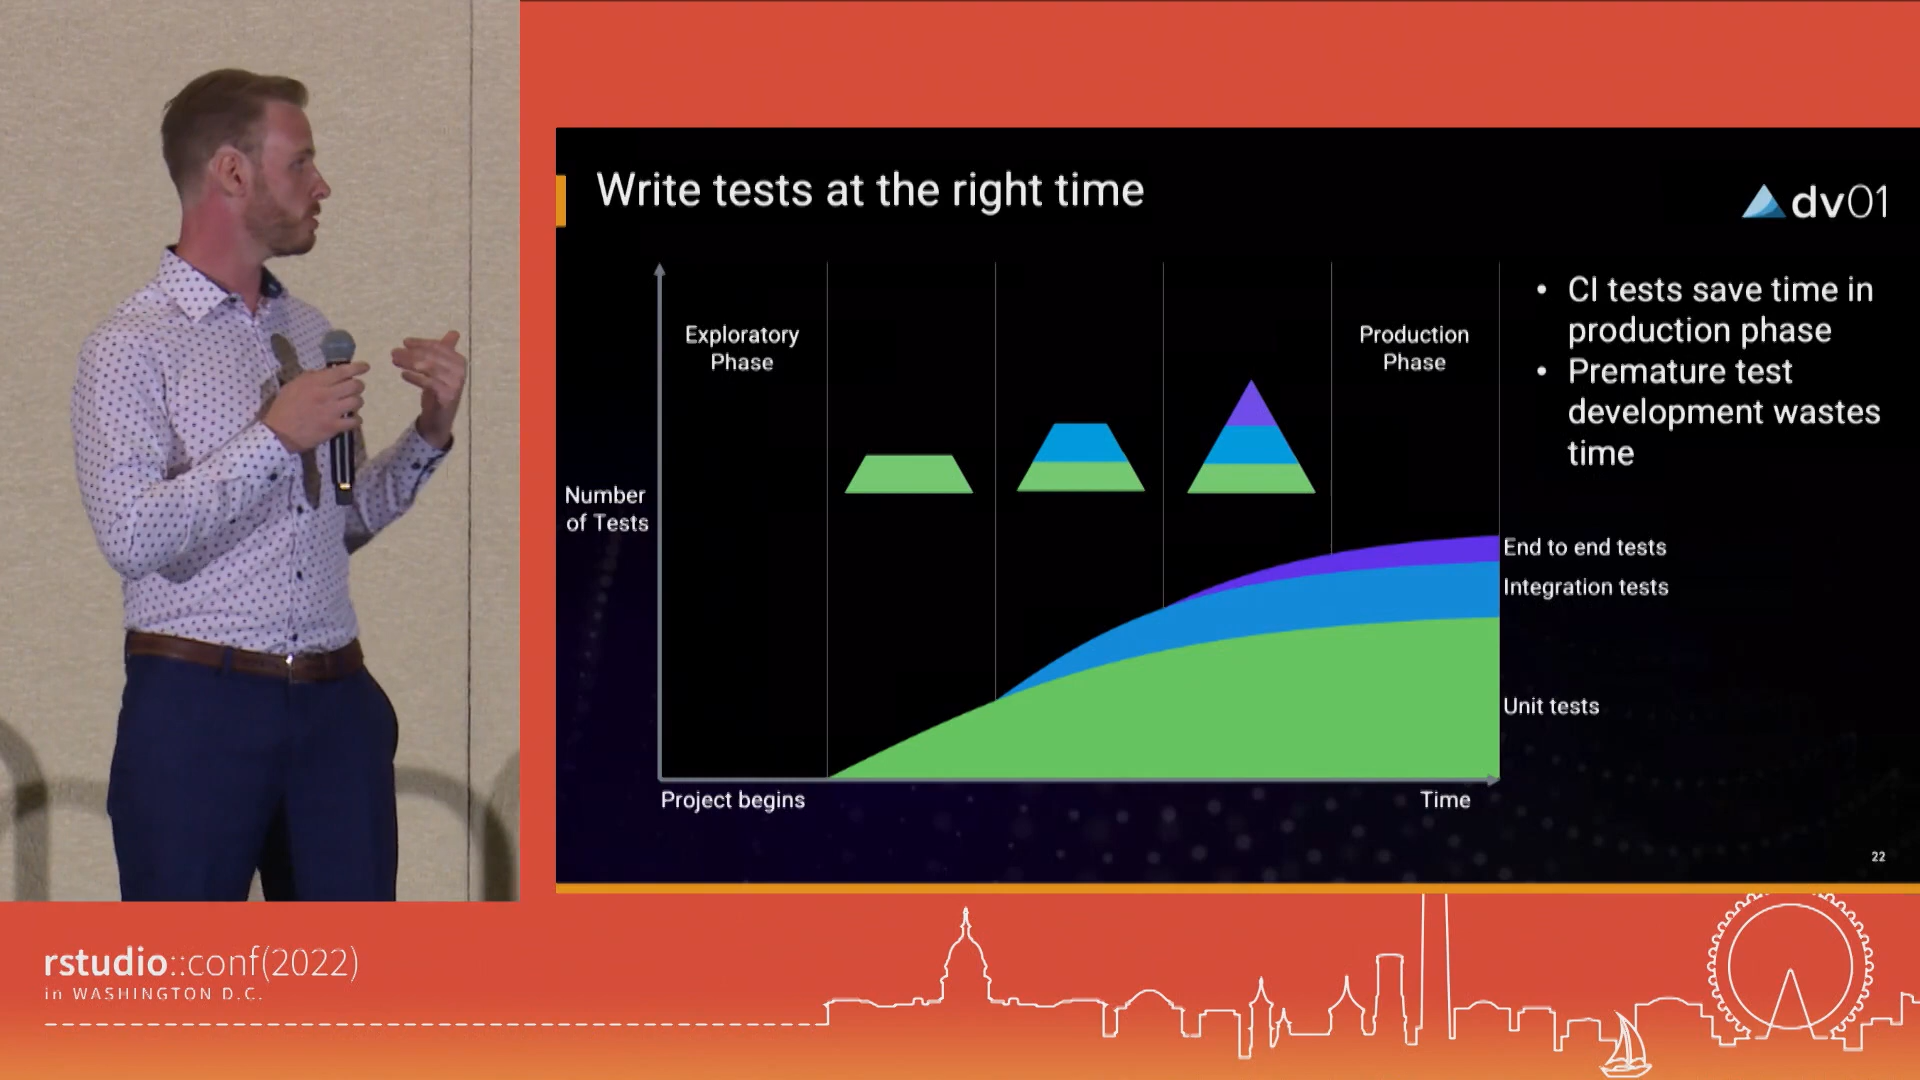 Write tests at the right time
dv01
Exploratory
Phase
Production
Phase
Number
of Tests
• CI tests save time in
production phase
• Premature test
development wastes
time
End to end tests
Integration tests
Unit tests
Project begins
Time
22
rstudio::conf(2022)
in WASHINGTON D.C.